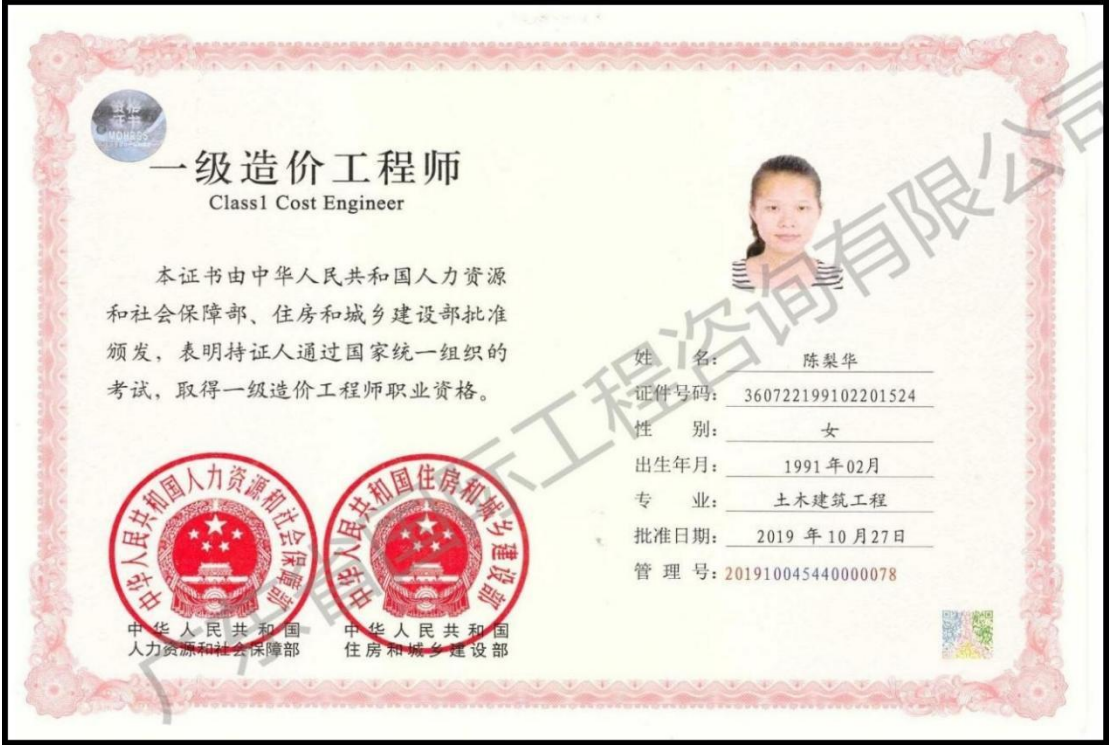 资格
证书
MOHRSS
一级造价工程师
Class1 Cost Engineer
本证书由中华人民共和国人力资源
和社会保障部、住房和城乡建设部批准
颁发，表明持证人通过国家统一组织的
考试，取得一级造价工程师职业资格。
中华人民共和国人力资源和社会保障部
中华人民共和国住房和城乡建设部
中华人民共和国
人力资源和社会保障部
中华人民共和国
住房和城乡建设部
姓 名： 陈梨华
证件号码： 360722199102201524
性 别： 女
出生年月： 1991年02月
专 业： 土木建筑工程
批准日期： 2019 年 10 月27日
管 理 号：201910045440000078
广东省国际工程咨询有限公司